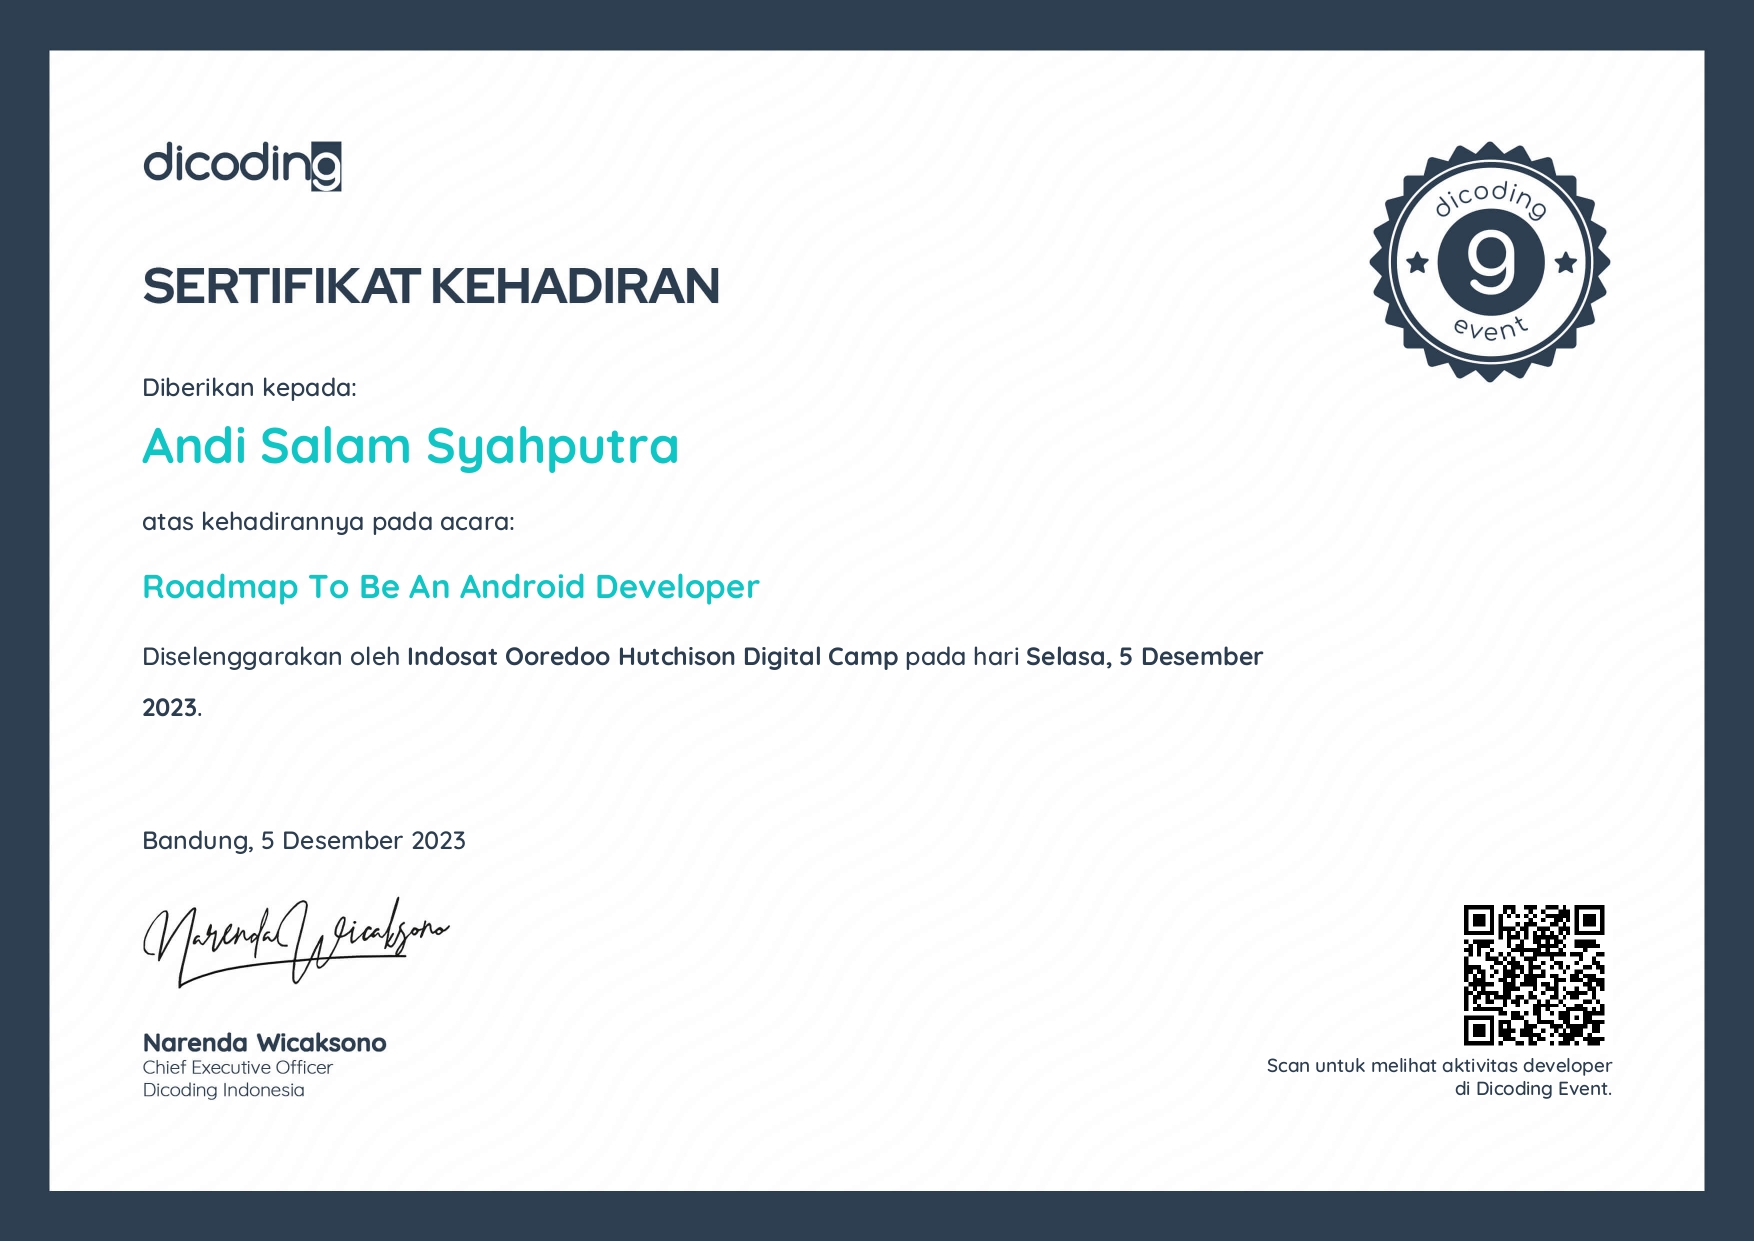 dicoding
SERTIFIKAT KEHADIRAN
dicoding
g
event
Diberikan kepada:
Andi Salam Syahputra
atas kehadirannya pada acara:
Roadmap To Be An Android Developer
Diselenggarakan oleh Indosat Ooredoo Hutchison Digital Camp pada hari Selasa, 5 Desember
2023.
Bandung, 5 Desember 2023
Narenda Wicaksono
Narenda Wicaksono
Chief Executive Officer
Dicoding Indonesia
Scan untuk melihat aktivitas developer
di Dicoding Event.